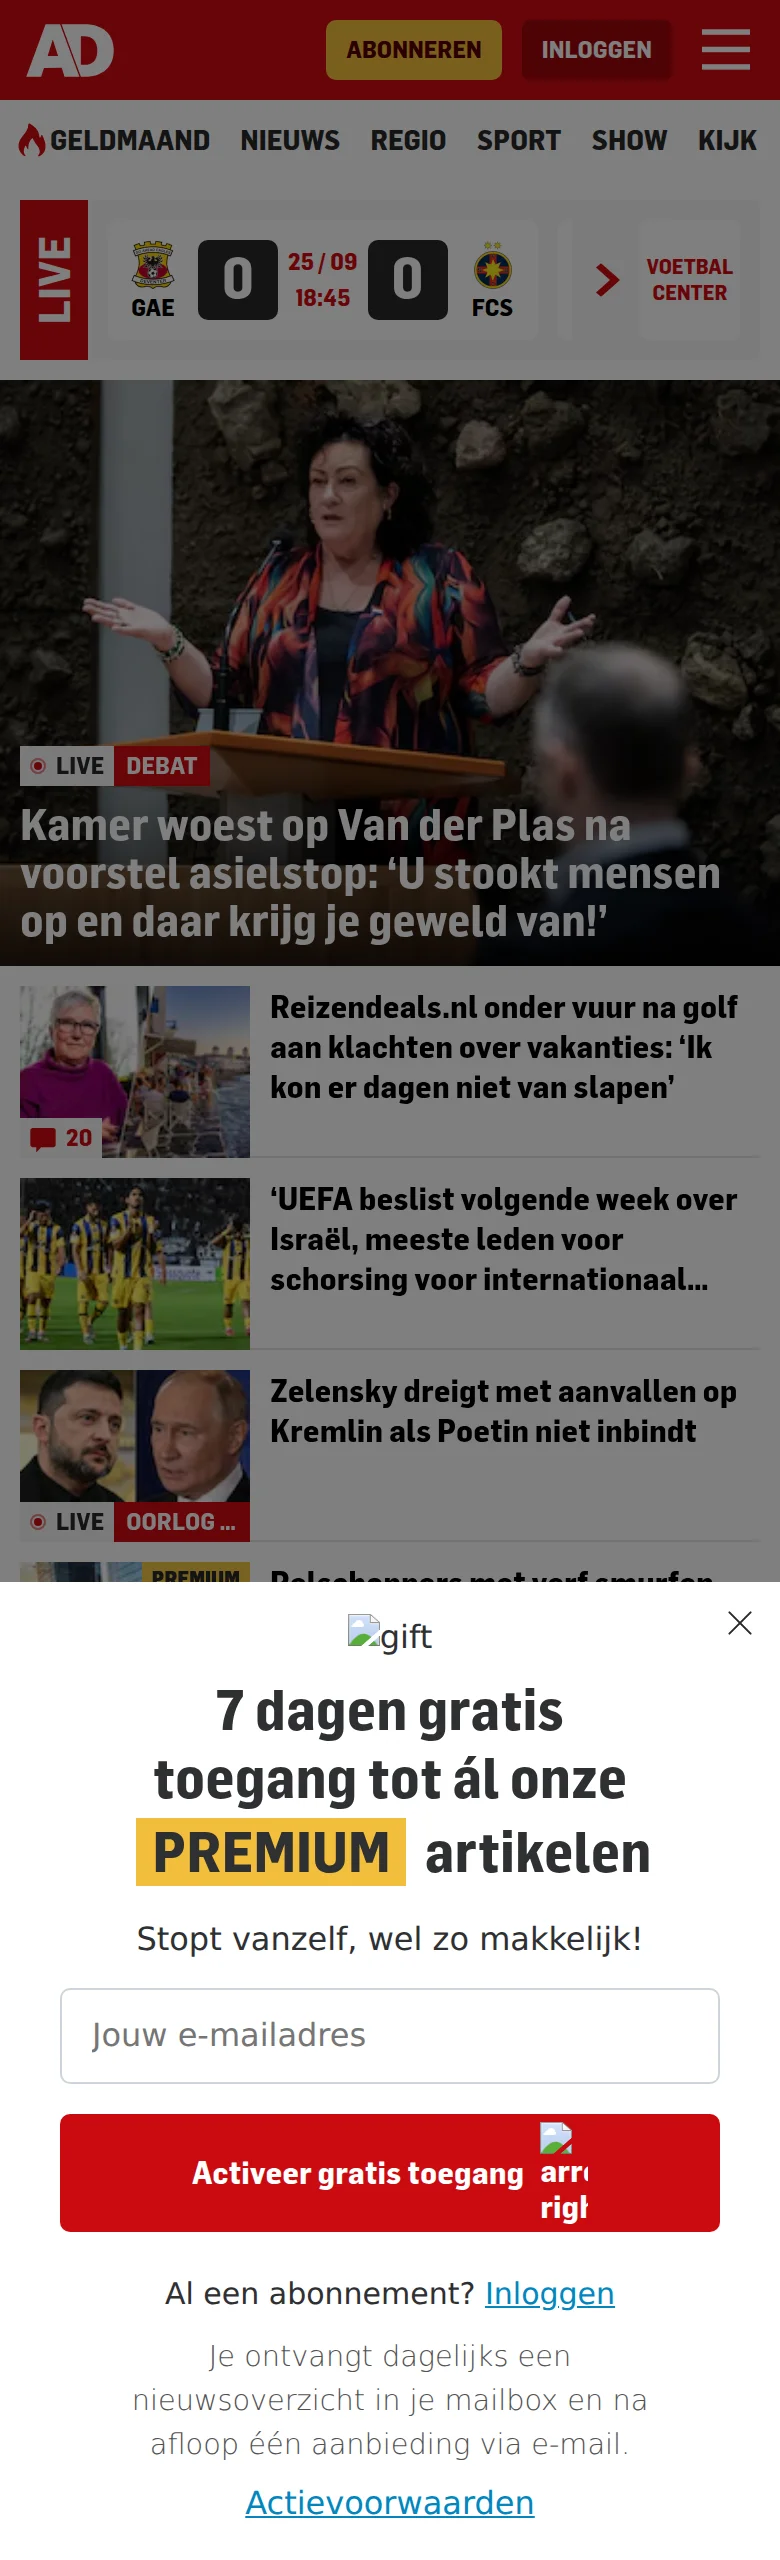 AD
ABONNEREN
INLOGGEN
GELDMAAND NIEUWS REGIO SPORT SHOW KIJK
LIVE
GAE
0
25 / 09
18:45
0
FCS
VOETBAL
CENTER
LIVE DEBAT
Kamer woest op Van der Plas na
voorstel asielstop: ‘U stookt mensen
op en daar krijg je geweld van!’
Reizendeals.nl onder vuur na golf
aan klachten over vakanties: ‘Ik
kon er dagen niet van slapen’
20
‘UEFA beslist volgende week over
Israël, meeste leden voor
schorsing voor internationaal...
Zelensky dreigt met aanvallen op
Kremlin als Poetin niet inbindt
LIVE OORLOG ...
PREMIUM
gift
7 dagen gratis
toegang tot ál onze
PREMIUM artikelen
Stopt vanzelf, wel zo makkelijk!
Jouw e-mailadres
Activeer gratis toegang
Al een abonnement? Inloggen
Je ontvangt dagelijks een
nieuwsoverzicht in je mailbox en na
afloop één aanbieding via e-mail.
Actievoorwaarden